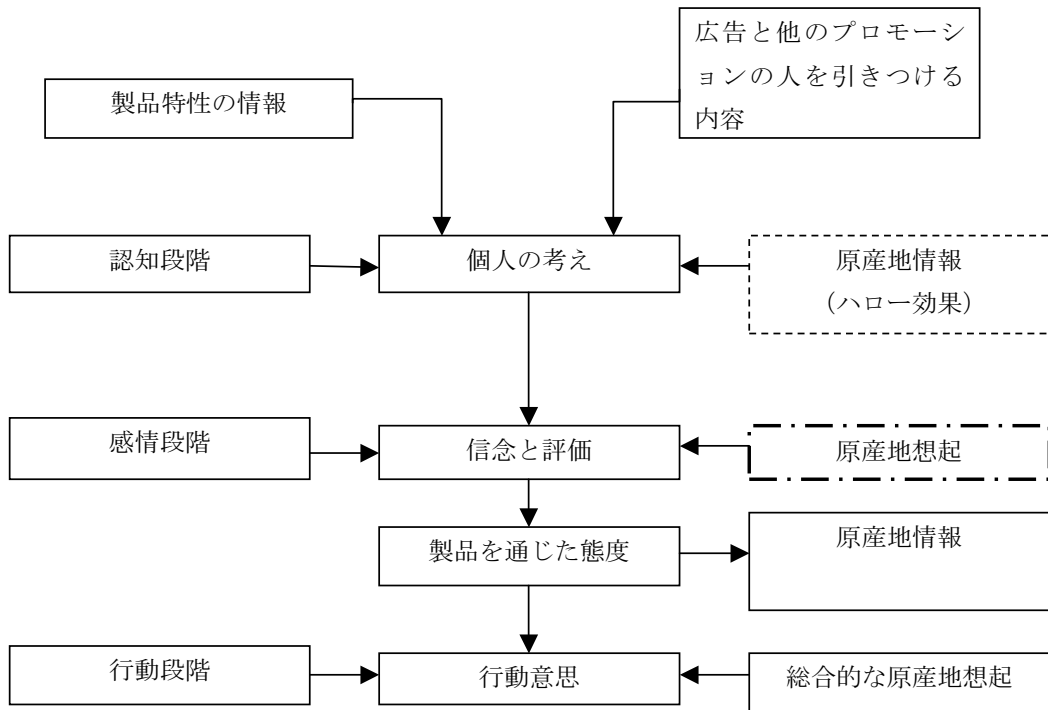 広告と他のプロモーシ
ョンの人を引きつける
内容
製品特性の情報
認知段階
個人の考え
原産地情報
(ハロー効果)
感情段階
信念と評価
原産地想起
製品を通じた態度
原産地情報
行動段階
行動意思
総合的な原産地想起